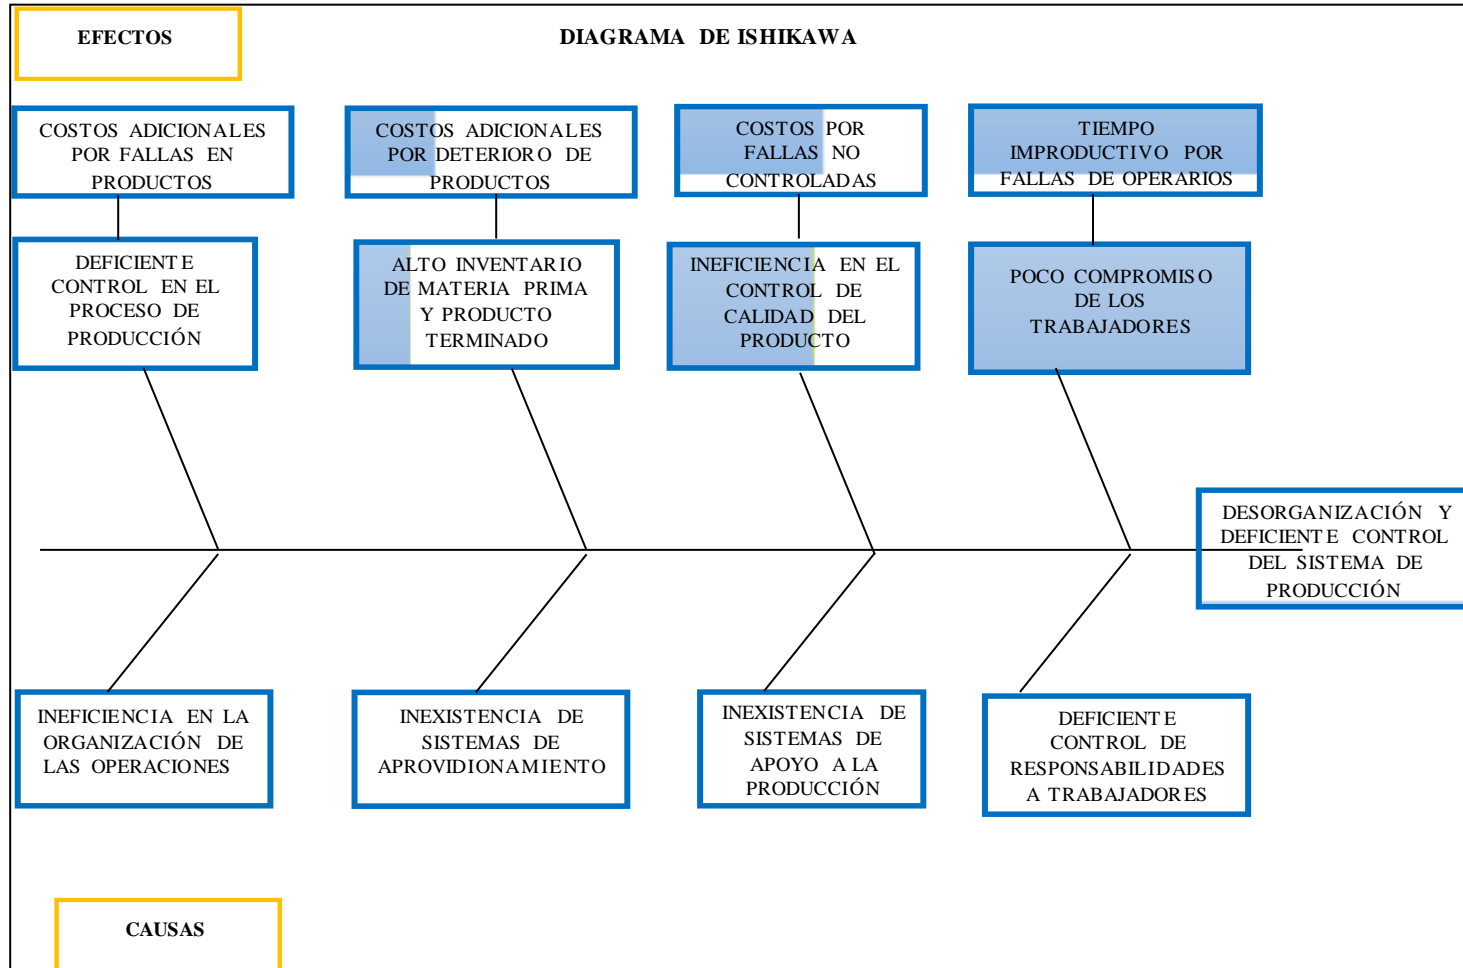 EFECTOS
DIAGRAMA DE ISHIKAWA
COSTOS ADICIONALES
POR FALLAS EN
PRODUCTOS
COSTOS ADICIONALES
POR DETERIORO DE
PRODUCTOS
COSTOS POR
FALLAS NO
CONTROLADAS
TIEMPO
IMPRODUCTIVO POR
FALLAS DE OPERARIOS
DEFICIENTE
CONTROL EN EL
PROCESO DE
PRODUCCIÓN
ALTO INVENTARIO
DE MATERIA PRIMA
Y PRODUCTO
TERMINADO
INEFICIENCIA EN EL
CONTROL DE
CALIDAD DEL
PRODUCTO
POCO COMPROMISO
DE LOS
TRABAJADORES
DESORGANIZACIÓN Y
DEFICIENTE CONTROL
DEL SISTEMA DE
PRODUCCIÓN
INEFICIENCIA EN LA
ORGANIZACIÓN DE
LAS OPERACIONES
INEXISTENCIA DE
SISTEMAS DE
APROVIDIONAMIENTO
INEXISTENCIA DE
SISTEMAS DE
APOYO A LA
PRODUCCIÓN
DEFICIENTE
CONTROL DE
RESPONSABILIDADES
A TRABAJADORES
CAUSAS